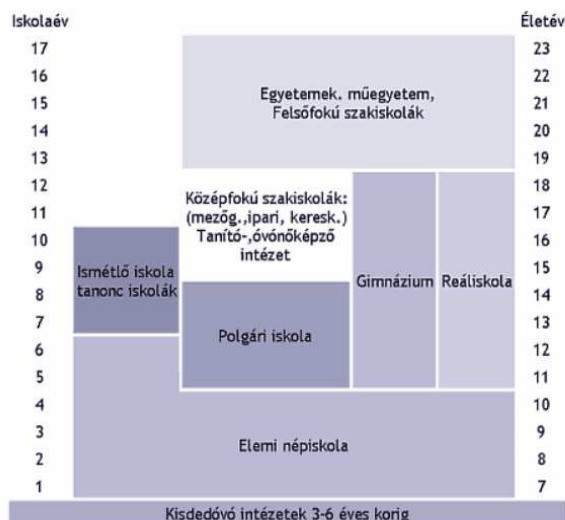 Iskolaév Életév
17 23
16 22
Egyetemek. műegyetem,
15 21
Felsőfokú szakiskolák
14 20
13 19
12 18
Középfokú szakiskolák:
11 17
(mezőg.,ipari, keresk.)
10 16
Tanító-,óvónőképző
intézet
9 15
Ismétlő iskola
tanonc iskolák
Gimnázium Reáliskola
8 14
7 13
Polgári iskola
6 12
5 11
4 10
3 9
Elemi népiskola
2 8
1 7
Kisdedóvó intézetek 3-6 éves korig